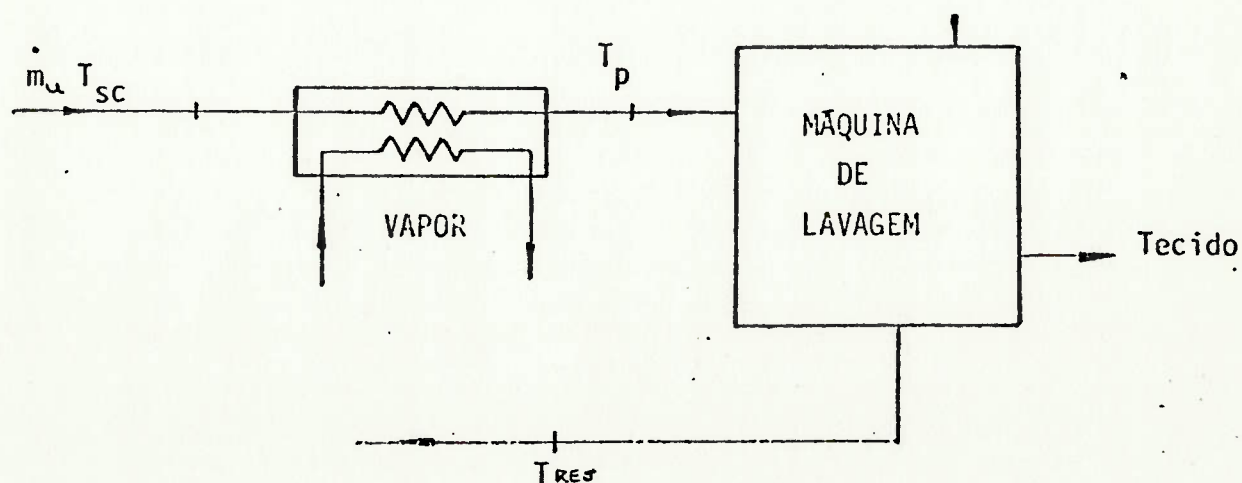 ṁu Tsc
Tp
MÁQUINA
DE
LAVAGEM
VAPOR
Tecido
TREJ